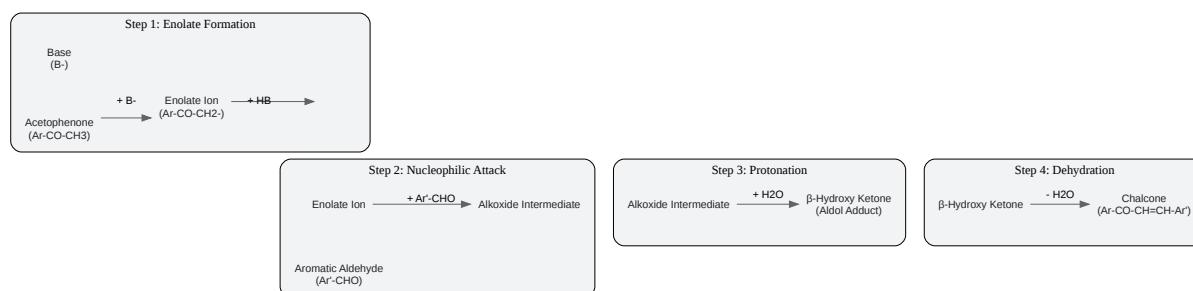 Step 1: Enolate Formation
Base
(B-)
+ B-
Enolate Ion
(Ar-CO-CH2-)
+ HB
Acetophenone
(Ar-CO-CH3)
Step 2: Nucleophilic Attack
Enolate Ion
+ Ar'-CHO
Alkoxide Intermediate
Aromatic Aldehyde
(Ar'-CHO)
Step 3: Protonation
Alkoxide Intermediate
+ H2O
β-Hydroxy Ketone
(Aldol Adduct)
Step 4: Dehydration
β-Hydroxy Ketone
- H2O
Chalcone
(Ar-CO-CH=CH-Ar')